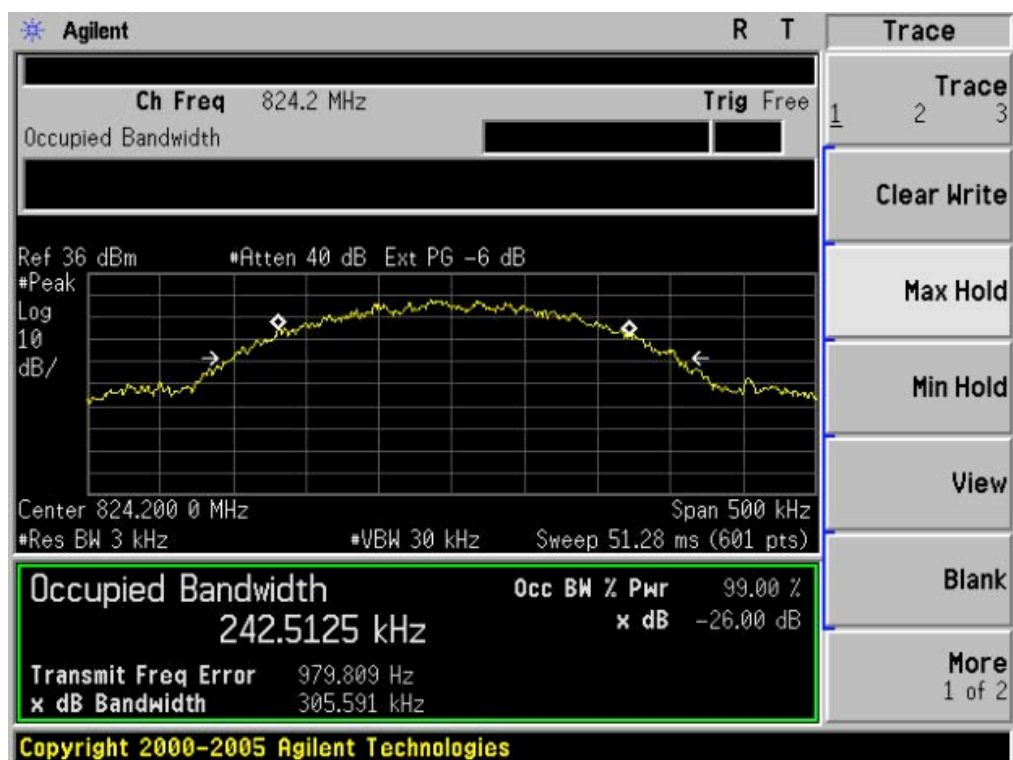 Agilent R T
Trace
Ch Freq 824.2 MHz Trig Free
Occupied Bandwidth
Trace
1 2 3
Clear Write
Max Hold
Min Hold
View
Blank
More
1 of 2
Ref 36 dBm #Atten 40 dB Ext PG -6 dB
#Peak
Log
10
dB/
Center 824.200 0 MHz Span 500 kHz
#Res BW 3 kHz #VBW 30 kHz Sweep 51.28 ms (601 pts)
Occupied Bandwidth
242.5125 kHz
Occ BW % Pwr 99.00 %
x dB -26.00 dB
Transmit Freq Error 979.809 Hz
x dB Bandwidth 305.591 kHz
Copyright 2000-2005 Agilent Technologies